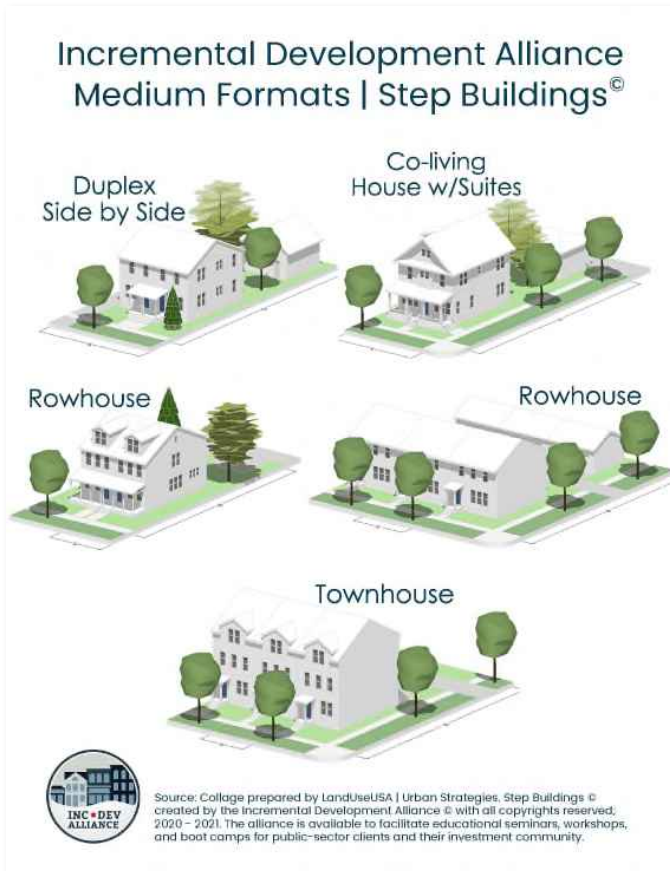 Incremental Development Alliance
Medium Formats | Step Buildings©
Duplex
Side by Side
Co-living
House w/Suites
Rowhouse
Rowhouse
Townhouse
INC•DEV
ALLIANCE
Source: Collage prepared by LandUseUSA | Urban Strategies. Step Buildings ©
created by the Incremental Development Alliance © with all copyrights reserved,
2020 - 2021. The alliance is available to facilitate educational seminars, workshops,
and boot camps for public-sector clients and their investment community.